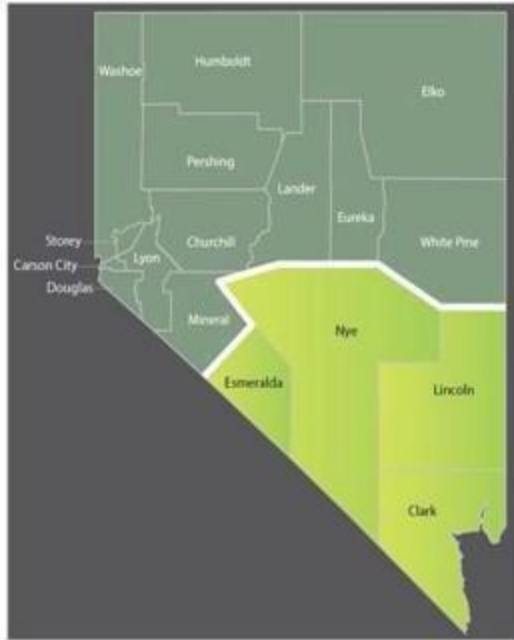 Washoe
Humboldt
Elko
Pershing
Lander
Eureka
White Pine
Storey
Carson City
Douglas
Lyon
Churchill
Mineral
Nye
Esmeralda
Lincoln
Clark